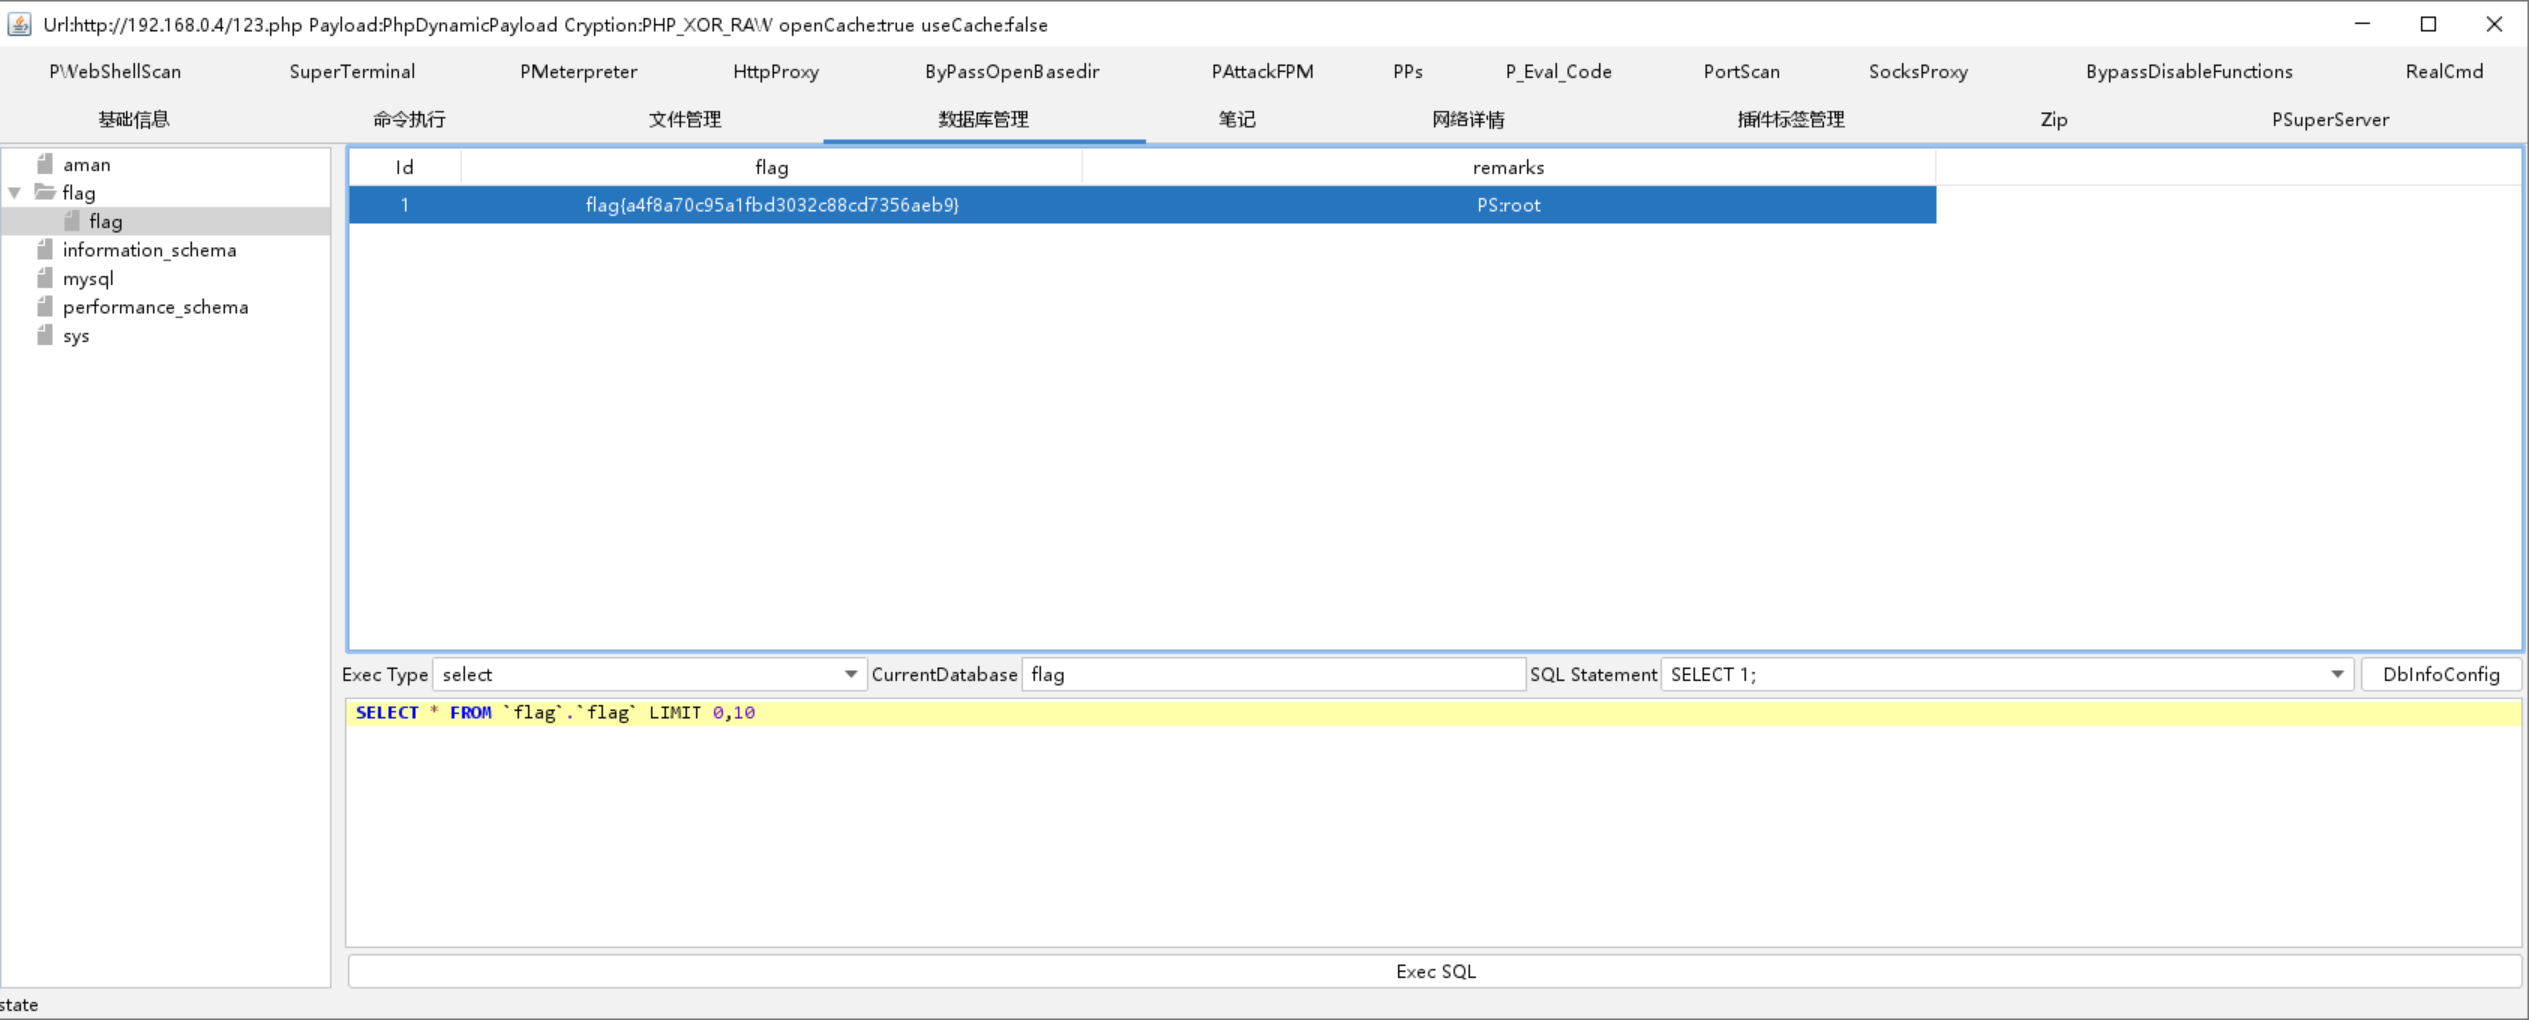 Url:http://192.168.0.4/123.php Payload:PhpDynamicPayload Cryption:PHP_XOR_RAW openCache:true useCache:false
PWebShellScan SuperTerminal PMeterpreter HttpProxy ByPassOpenBasedir PAttackFPM PPs P_Eval_Code PortScan SocksProxy BypassDisableFunctions RealCmd
基础信息 命令执行 文件管理 数据库管理 笔记 网络详情 插件标签管理 Zip PSuperServer
aman
flag
flag
information_schema
mysql
performance_schema
sys
Id flag remarks
1 flag{a4f8a70c95a1fbd3032c88cd7356aeb9} PS:root
Exec Type select CurrentDatabase flag SQL Statement SELECT 1; DbInfoConfig
SELECT * FROM `flag`.`flag` LIMIT 0,10
Exec SQL
state